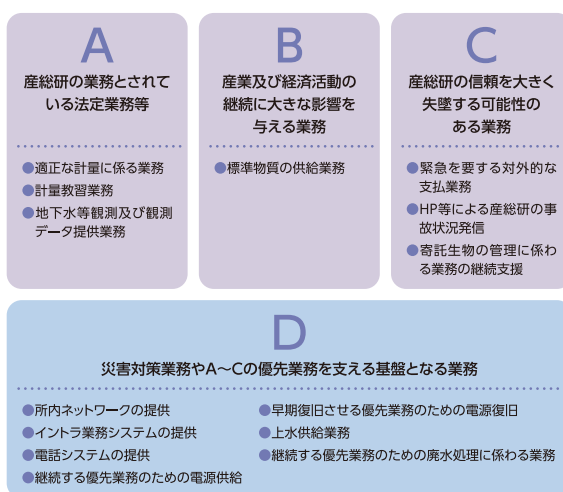 A
産総研の業務とされて
いる法定業務等
●適正な計量に係る業務
●計量教習業務
●地下水等観測及び観測
データ提供業務
B
産業及び経済活動の
継続に大きな影響を
与える業務
●標準物質の供給業務
C
産総研の信頼を大きく
失墜する可能性の
ある業務
●緊急を要する対外的な
支払業務
●HP等による産総研の事
故状況発信
●寄託生物の管理に係わ
る業務の継続支援
D
災害対策業務やA〜Cの優先業務を支える基盤となる業務
●所内ネットワークの提供
●イントラ業務システムの提供
●電話システムの提供
●継続する優先業務のための電源供給
●早期復旧させる優先業務のための電源復旧
●上水供給業務
●継続する優先業務のための廃水処理に係わる業務